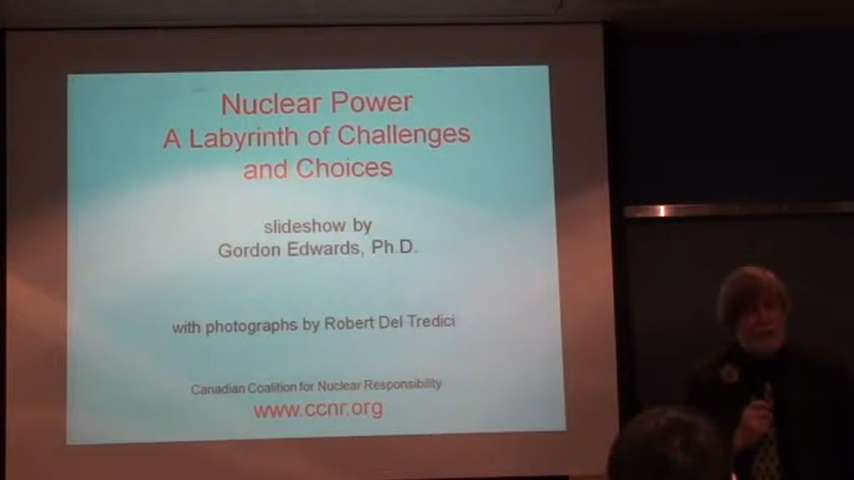 Nuclear Power
A Labyrinth of Challenges
and Choices
slideshow by
Gordon Edwards, Ph.D.
with photographs by Robert Del Tredici
Canadian Coalition for Nuclear Responsibility
www.ccnr.org